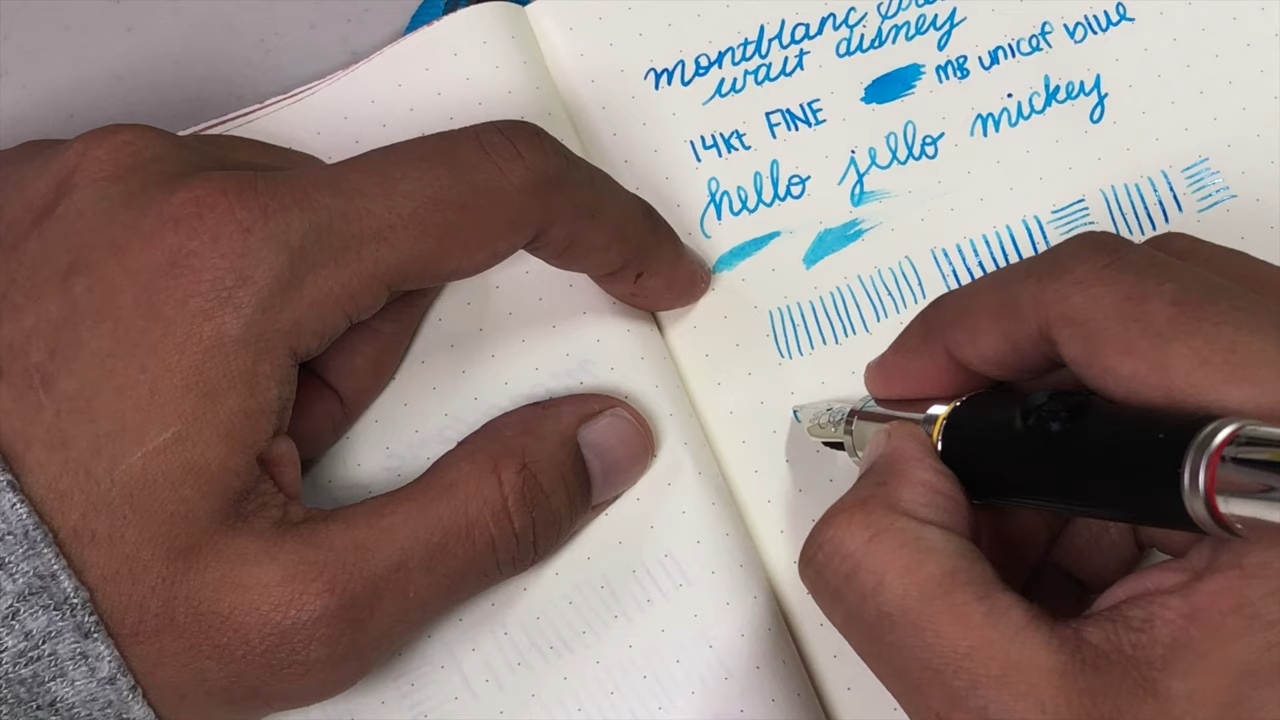 montblanc
walt disney
14kt FINE MB unicef blue
hello jello mickey